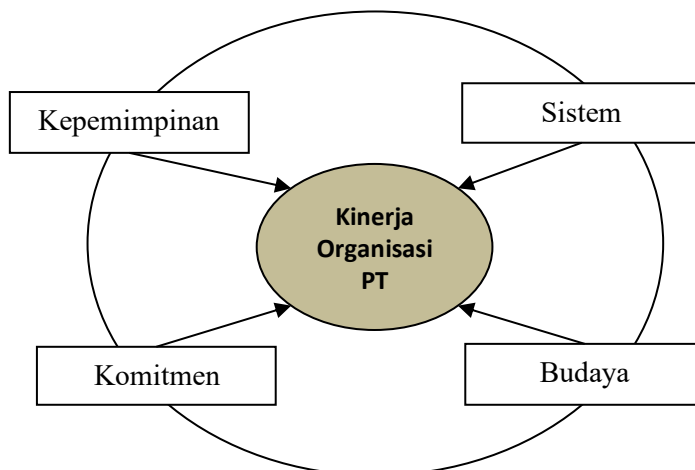 Kepemimpinan
Sistem
Kinerja
Organisasi
PT
Komitmen
Budaya